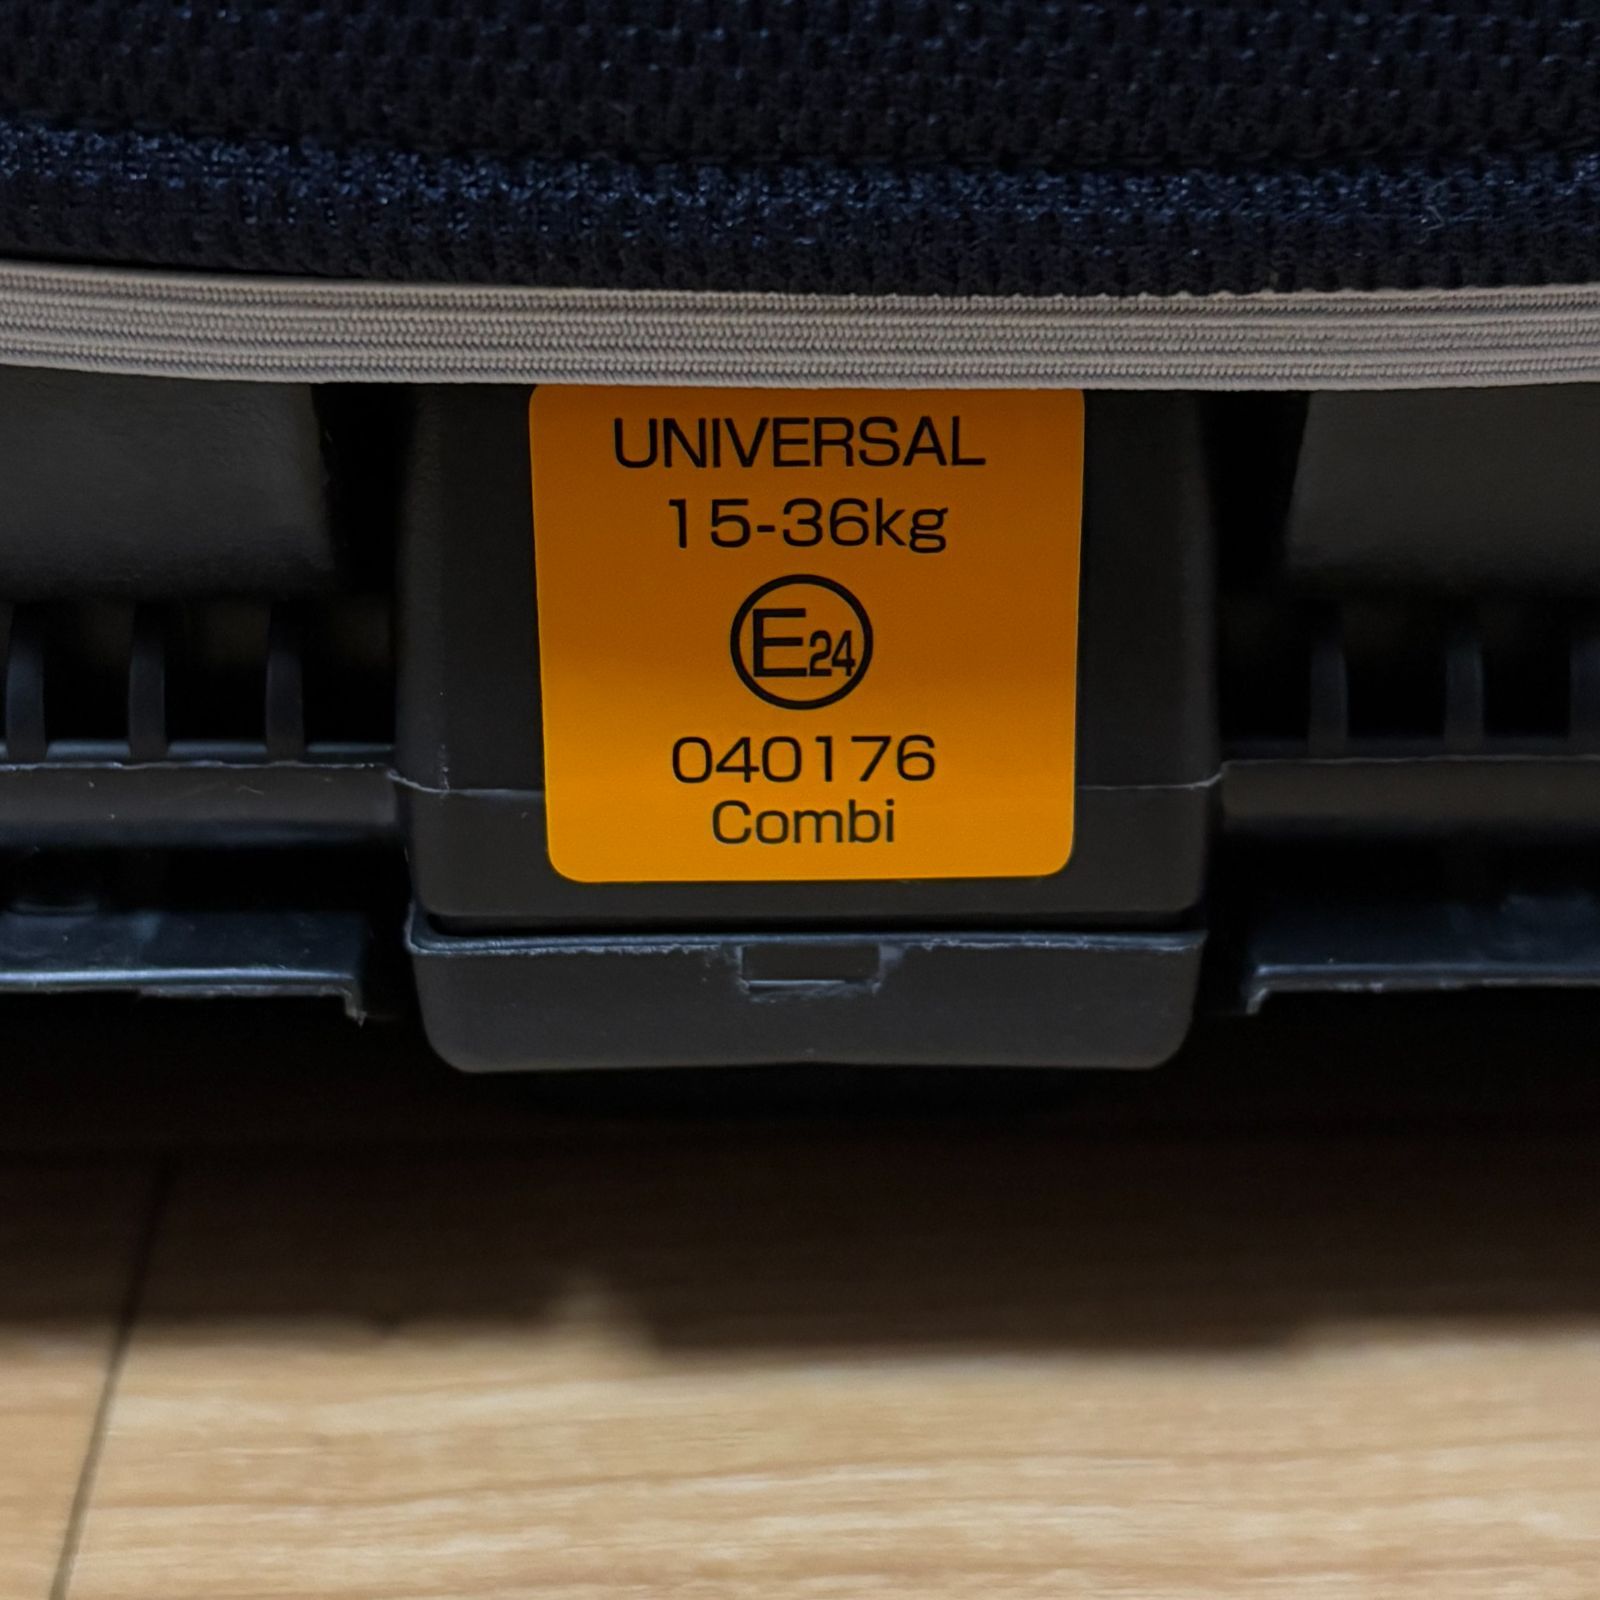 UNIVERSAL
15-36kg
E24
040176
Combi